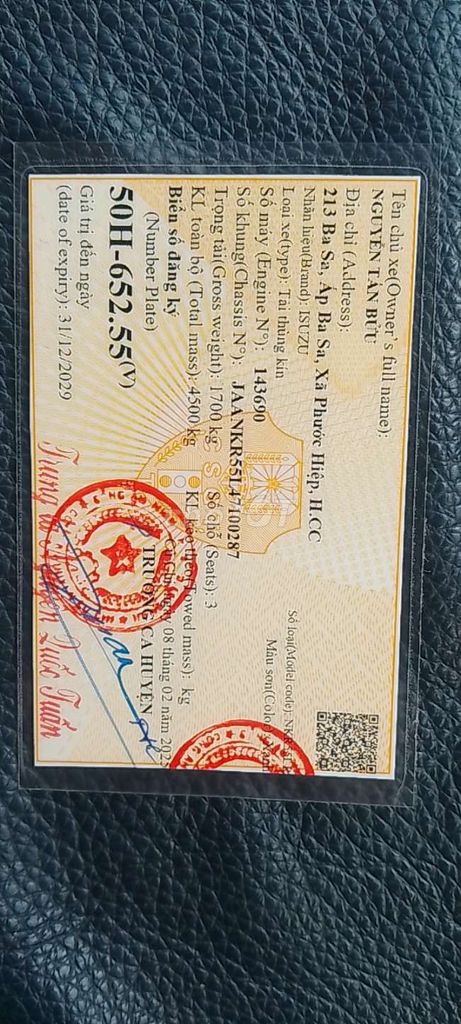 Tên chủ xe(Owner's full name):
NGUYỄN TẤN BỬU
Địa chỉ (Address):
213 Ba Sa, Ấp Ba Sa, Xã Phước Hiệp, H.CC
Nhãn hiệu(Brand): ISUZU
Số loại(Model code):
Loại xe(type): Tải thùng kín
Màu sơn(Color):
Số máy (Engine Nº): 143690
Số khung(Chassis Nº): JAANKR55L47100287
Trọng tải(Gross weight): 1700 kg Số chỗ (Seats): 3
KL toàn bộ (Total mass): 4500 kg KL kéo theo(Towed mass): kg
Biển số đăng ký
ngày 08 tháng 02 năm
(Number Plate)
TRƯỞNG CA HUYỆN
50H-652.55(V)
Giá trị đến ngày
(date of expiry): 31/12/2029
Quốc Tuấn